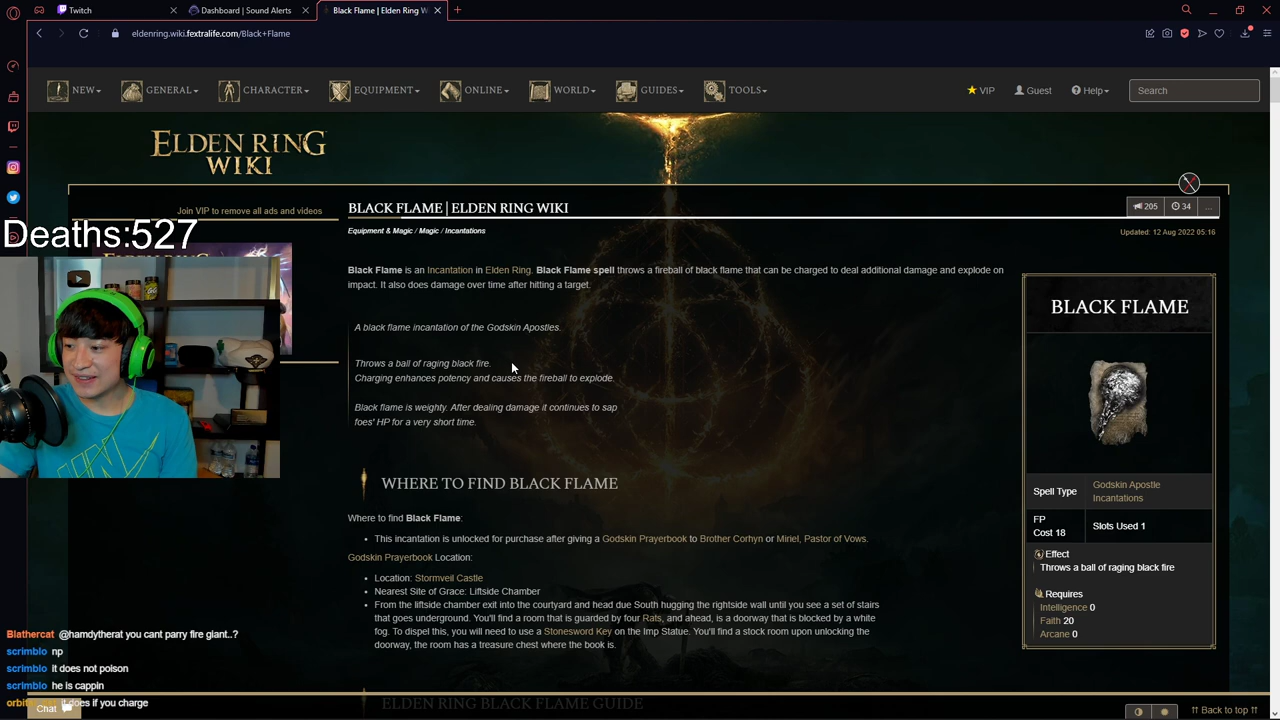 Twitch
Dashboard | Sound Alerts
Black Flame | Elden Ring W
eldenring.wiki.fextralife.com/Black+Flame
NEW
GENERAL
CHARACTER
EQUIPMENT
ONLINE
WORLD
GUIDES
TOOLS
VIP
Guest
Help
Search
ELDEN RING
WIKI
Join VIP to remove all ads and videos
BLACK FLAME | ELDEN RING WIKI
205
34
...
Equipment & Magic / Magic / Incantations
Updated: 12 Aug 2022 05:16
Deaths:527
Black Flame is an Incantation in Elden Ring. Black Flame spell throws a fireball of black flame that can be charged to deal additional damage and explode on
impact. It also does damage over time after hitting a target.
A black flame incantation of the Godskin Apostles.
Throws a ball of raging black fire.
Charging enhances potency and causes the fireball to explode.
Black flame is weighty. After dealing damage it continues to sap
foes' HP for a very short time.
WHERE TO FIND BLACK FLAME
Where to find Black Flame:
This incantation is unlocked for purchase after giving a Godskin Prayerbook to Brother Corhyn or Miriel, Pastor of Vows.
Godskin Prayerbook Location:
Location: Stormveil Castle
Nearest Site of Grace: Liftside Chamber
From the liftside chamber exit into the courtyard and head due South hugging the rightside wall until you see a set of stairs
that goes underground. You'll find a room that is guarded by four Rats, and ahead, is a doorway that is blocked by a white
fog. To dispel this, you will need to use a Stonesword Key on the Imp Statue. You'll find a stock room upon unlocking the
doorway, the room has a treasure chest where the book is.
ELDEN RING BLACK FLAME GUIDE
BLACK FLAME
Spell Type
Godskin Apostle
Incantations
FP
Cost 18
Slots Used 1
Effect
Throws a ball of raging black fire
Requires
Intelligence 0
Faith 20
Arcane 0
Blathercat @hamdytherat you cant parry fire giant..?
scrimblo np
scrimblo it does not poison
scrimblo he is cappin
it does if you charge
Chat
Back to top